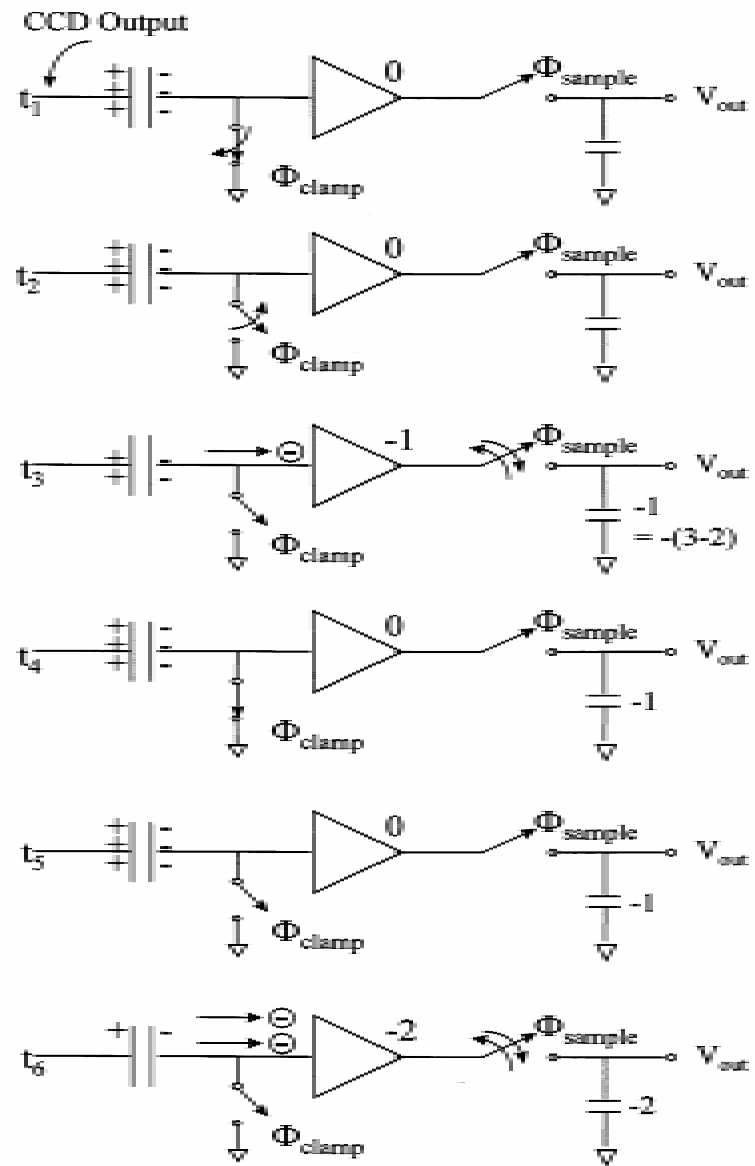 CCD Output
t1 + + + - - - 0 Φsample Vout
Φclamp
t2 + + + - - - 0 Φsample Vout
Φclamp
t3 + + - - ⊖ -1 Φsample Vout
Φclamp -1
= -(3-2)
t4 + + + - - - 0 Φsample Vout
Φclamp -1
t5 + + + - - - 0 Φsample Vout
Φclamp -1
t6 + - ⊖ ⊖ -2 Φsample Vout
Φclamp -2